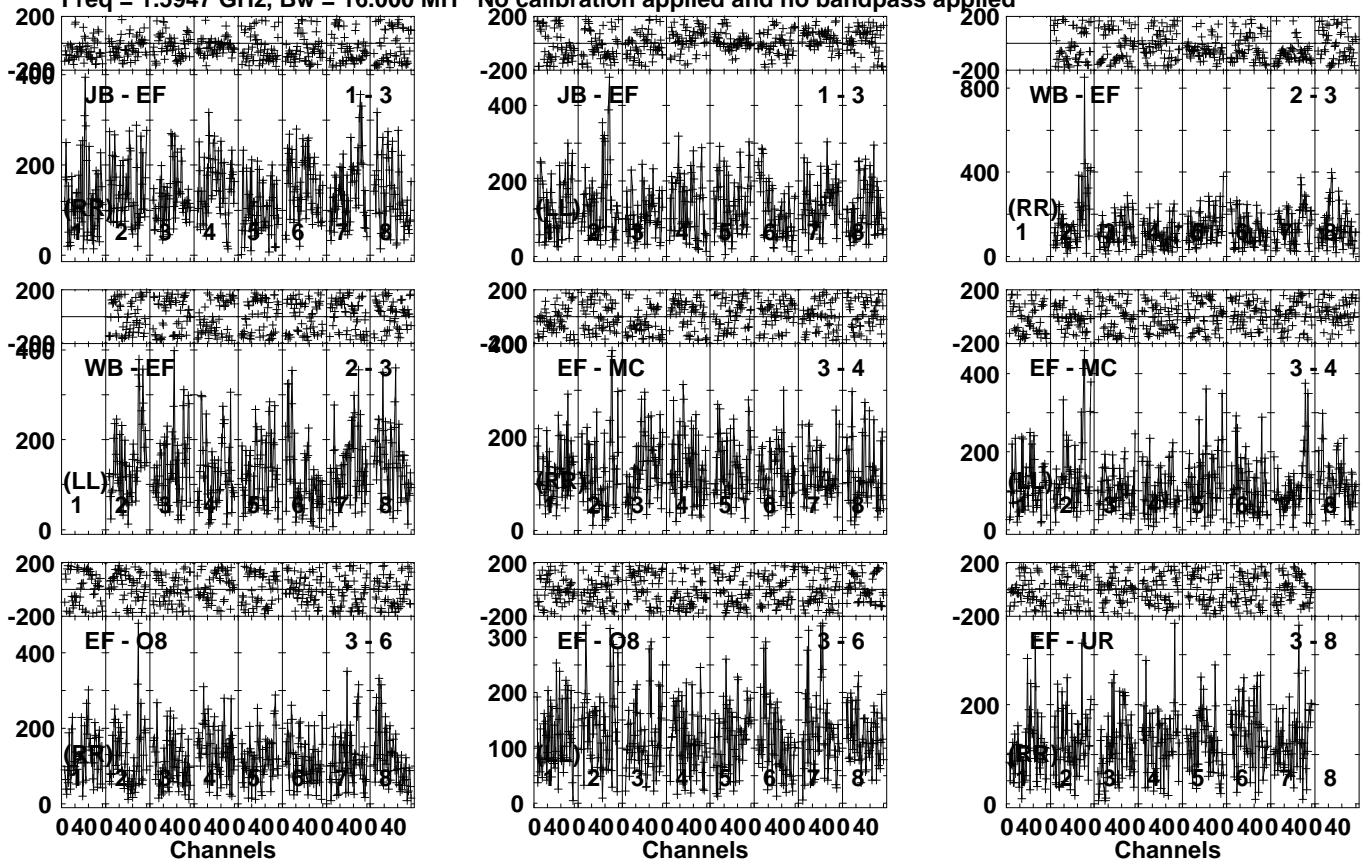 Freq = 1.5947 GHz, Bw = 16.000 MH No calibration applied and no bandpass applied
200 200 200
-200 -200 -200
400 JB - EF 1 - 3 JB - EF 1 - 3 WB - EF 2 - 3
800
400
200 200 400
(RR) (LL) (RR)
1 2 3 4 5 6 7 8 1 2 3 4 5 6 7 8 1 2 3 4 5 6 7 8
0 0 0
200 200 200
-200 -200 -200
400 WB - EF 2 - 3 EF - MC 3 - 4 EF - MC 3 - 4
400
200 200 200
(LL) (RR) (LL)
1 2 3 4 5 6 7 8 1 2 3 4 5 6 7 8 1 2 3 4 5 6 7 8
0 0 0
200 200 200
-200 -200 -200
EF - O8 3 - 6 EF - O8 3 - 6 EF - UR 3 - 8
400 300
200 200 200
100
(RR) (LL) (RR)
1 2 3 4 5 6 7 8 1 2 3 4 5 6 7 8 1 2 3 4 5 6 7 8
0 0 0
0 40 0 40 0 40 0 40 0 40 0 40 0 40 0 40 0 40 0 40 0 40 0 40 0 40 0 40 0 40 0 40 0 40 0 40 0 40 0 40 0 40 0 40 0 40 0 40
Channels Channels Channels